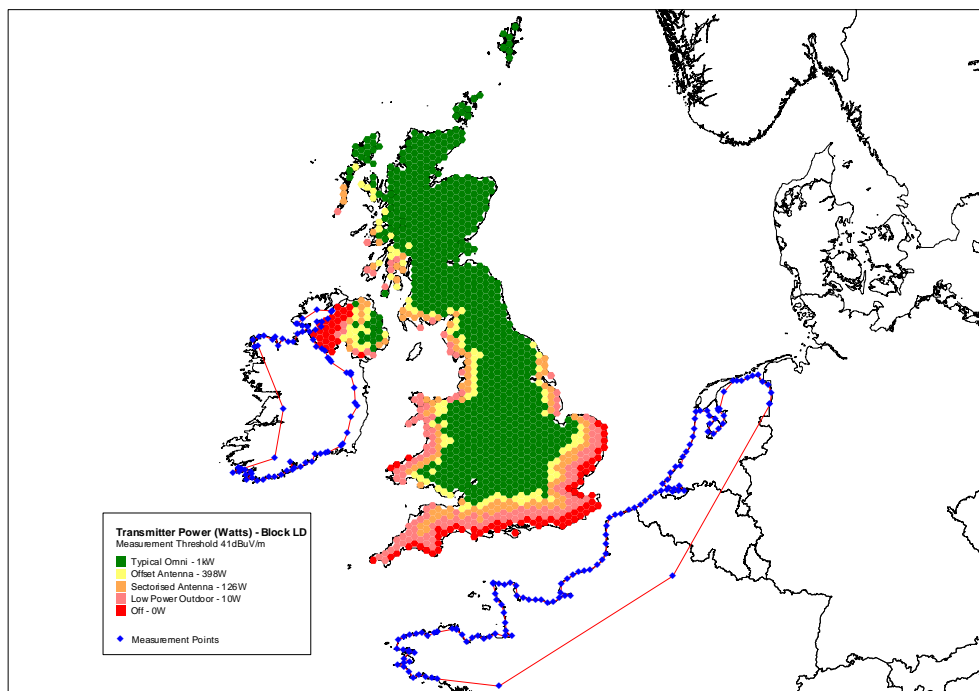 Transmitter Power (Watts) - Block LD
Measurement Threshold 41dBuV/m
Typical Omni - 1kW
Offset Antenna - 398W
Sectorised Antenna - 126W
Low Power Outdoor - 10W
Off - 0W
Measurement Points